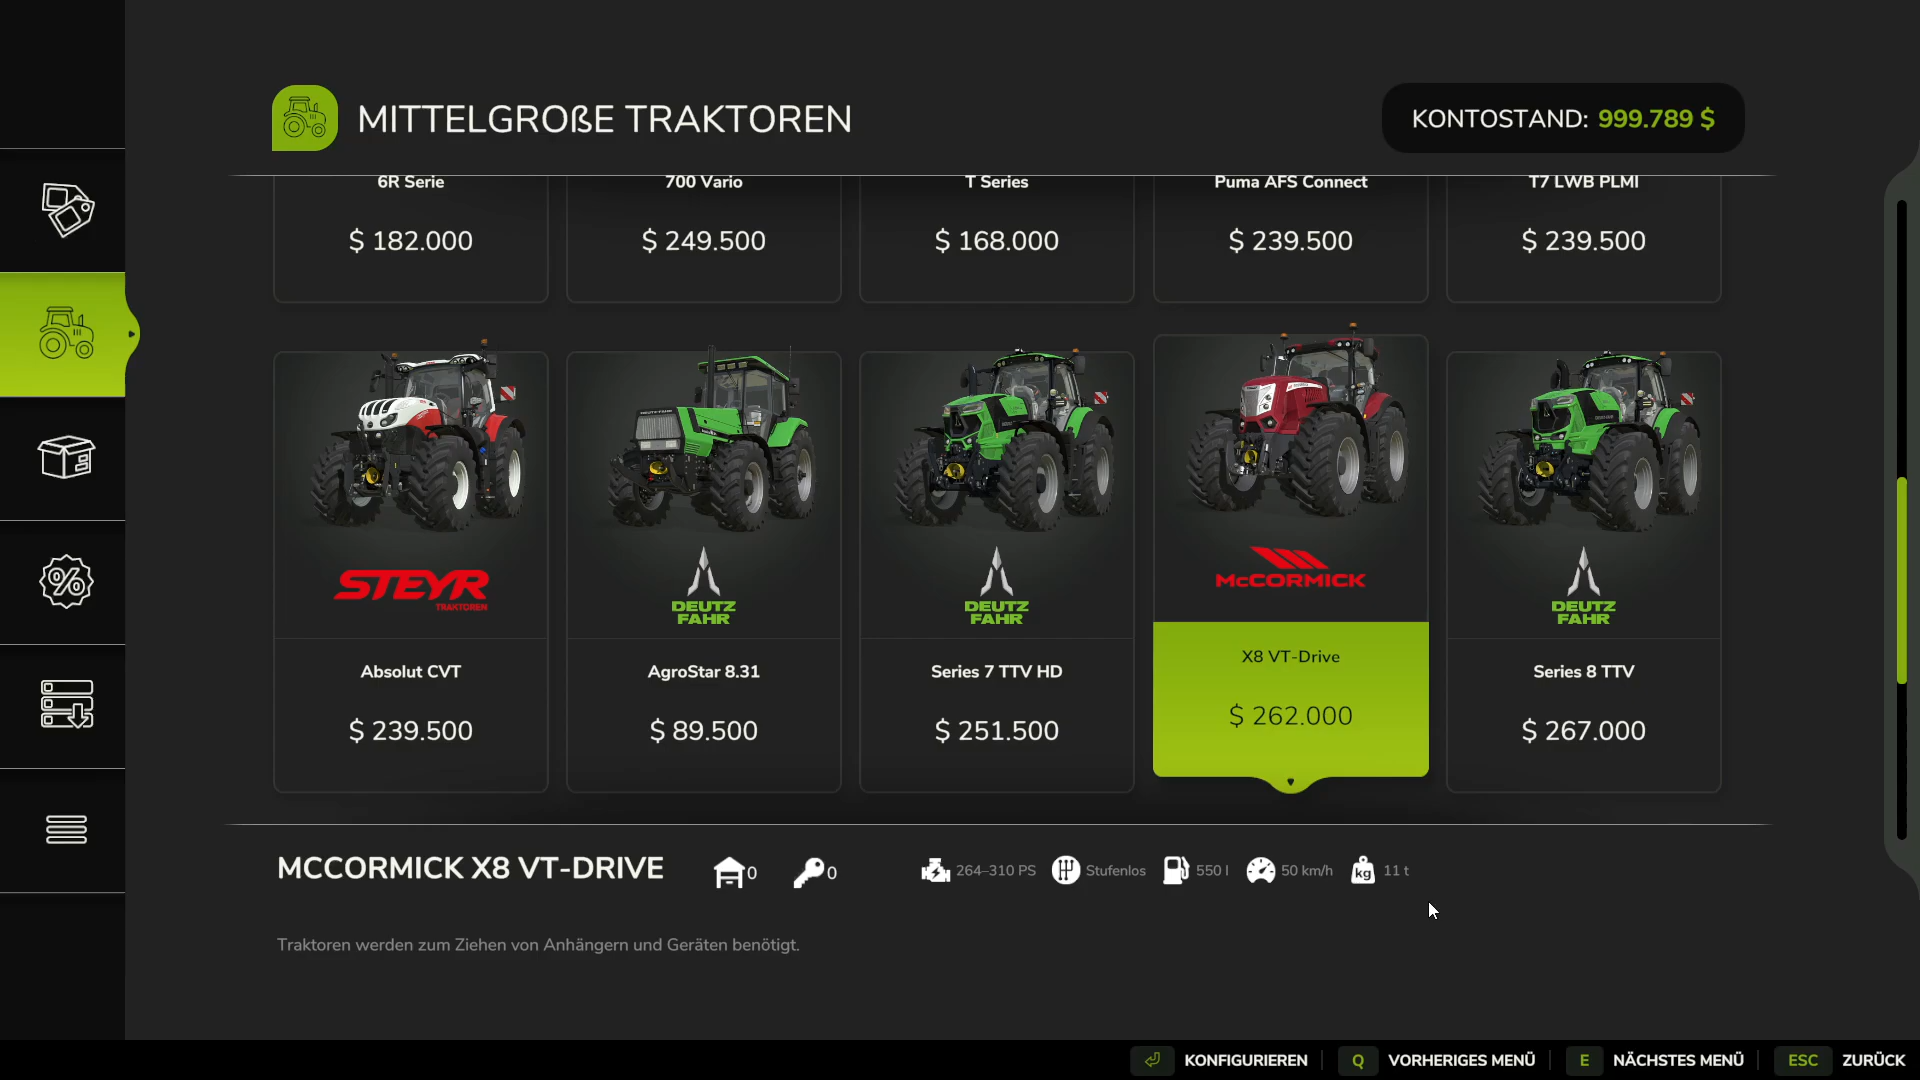 MITTELGROßE TRAKTOREN
KONTOSTAND: 999.789 $
6R Serie
$ 182.000
700 Vario
$ 249.500
T Series
$ 168.000
Puma AFS Connect
$ 239.500
T7 LWB PLMI
$ 239.500
STEYR
TRAKTOREN
Absolut CVT
$ 239.500
DEUTZ
FAHR
AgroStar 8.31
$ 89.500
DEUTZ
FAHR
Series 7 TTV HD
$ 251.500
McCORMICK
X8 VT-Drive
$ 262.000
DEUTZ
FAHR
Series 8 TTV
$ 267.000
MCCORMICK X8 VT-DRIVE
0
0
264–310 PS
Stufenlos
550 l
50 km/h
kg
11 t
Traktoren werden zum Ziehen von Anhängern und Geräten benötigt.
KONFIGURIEREN
Q VORHERIGES MENÜ
E NÄCHSTES MENÜ
ESC ZURÜCK